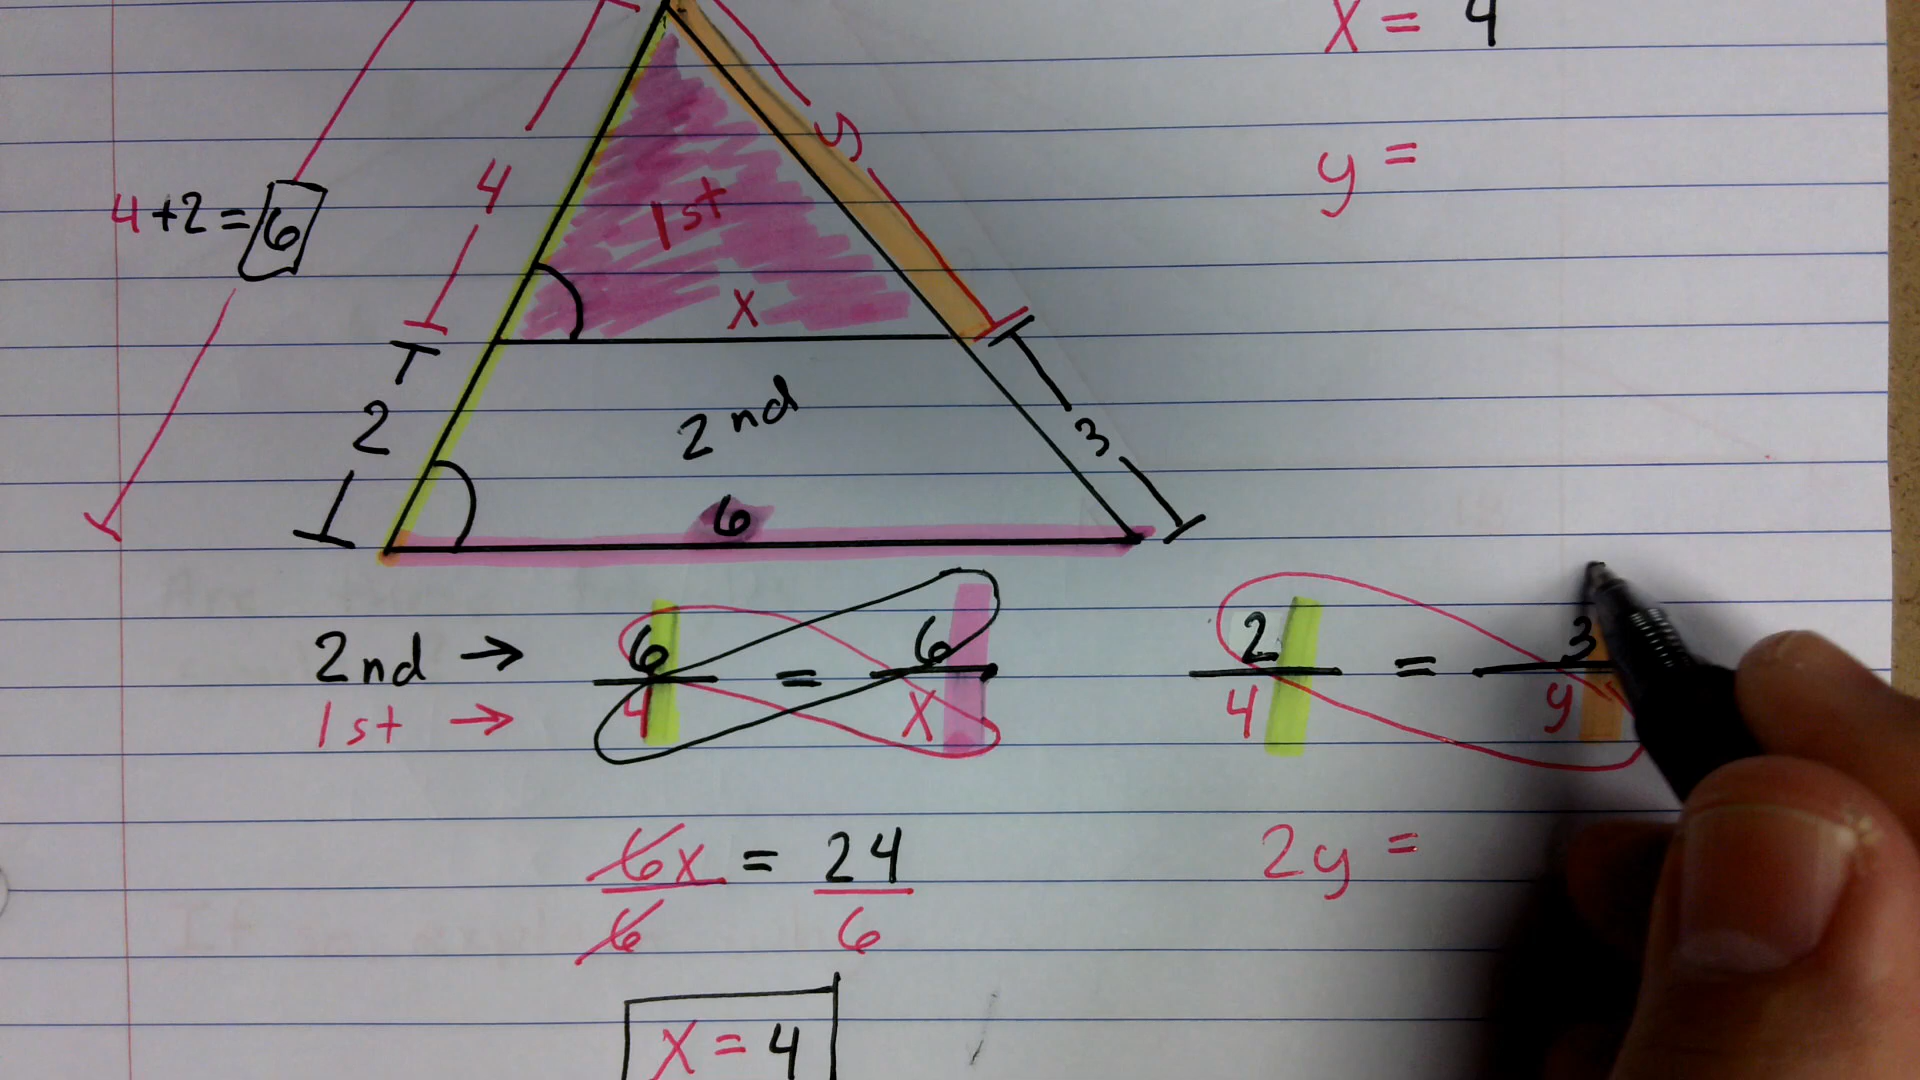 x = 4
y =
4+2=6
4
y
1st
x
2
2nd
3
6
2nd → 6 = 6 2 = 3
1st → 4 x 4 y
6x = 24 2y =
6 6
x = 4